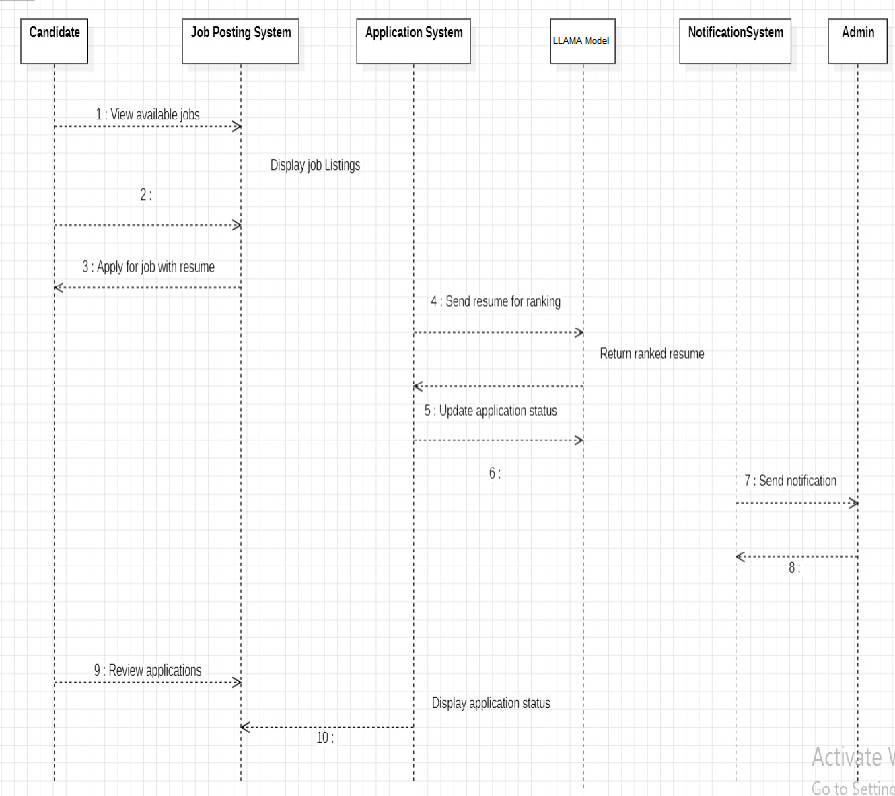 Candidate
Job Posting System
Application System
LLAMA Model
NotificationSystem
Admin
1 : View available jobs
Display job Listings
2 :
3 : Apply for job with resume
4 : Send resume for ranking
Return ranked resume
5 : Update application status
6 :
7 : Send notification
8 :
9 : Review applications
Display application status
10 :
Activate W
Go to Setting